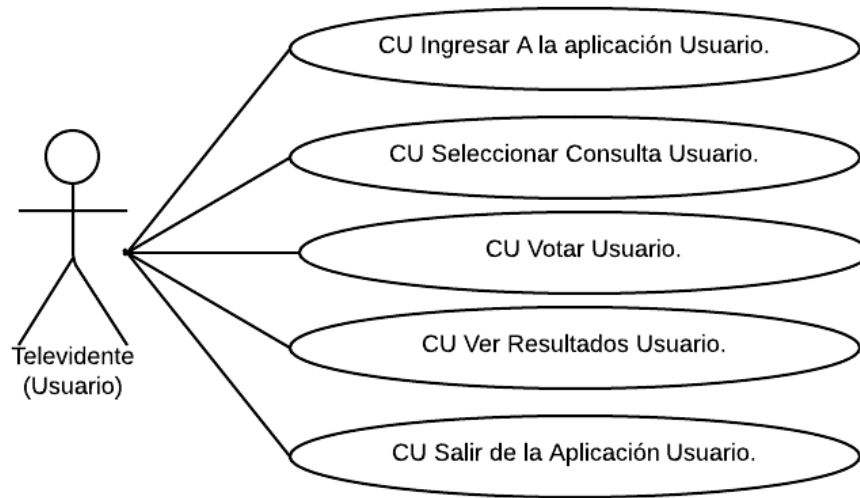 CU Ingresar A la aplicación Usuario.
CU Seleccionar Consulta Usuario.
CU Votar Usuario.
CU Ver Resultados Usuario.
CU Salir de la Aplicación Usuario.
Televidente
(Usuario)